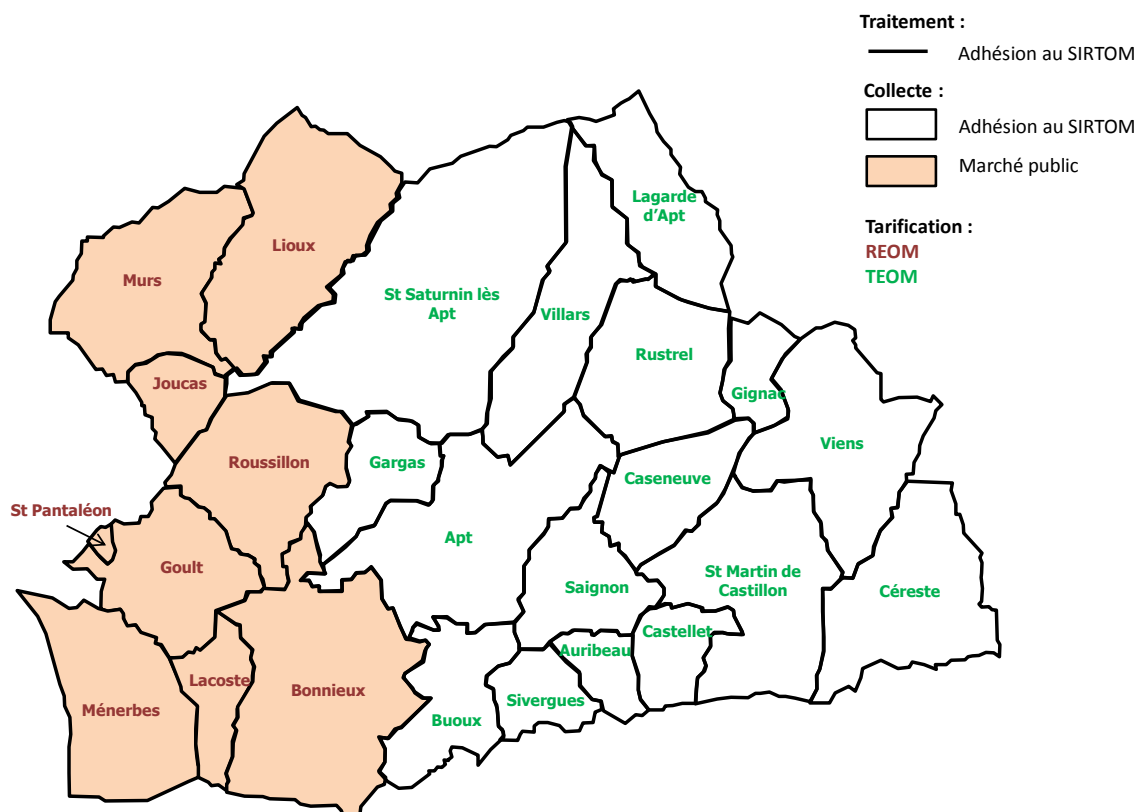 Traitement :
Adhésion au SIRTOM
Collecte :
Adhésion au SIRTOM
Marché public
Tarification :
REOM
TEOM
Lagarde
d'Apt
Lioux
Murs
St Saturnin lès
Apt
Villars
Rustrel
Joucas
Gignac
Viens
Roussillon
Gargas
Caseneuve
St Pantaléon
Apt
Goult
Saignon
St Martin de
Castillon
Céreste
Castellet
Auribeau
Lacoste
Bonnieux
Sivergues
Ménerbes
Buoux